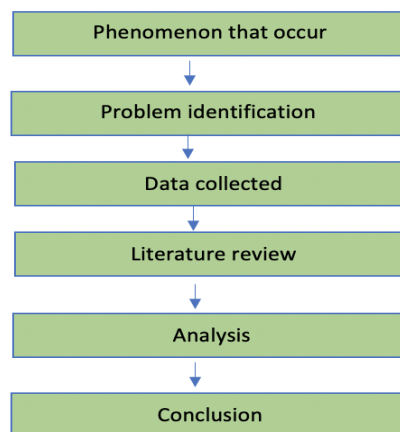 Phenomenon that occur
Problem identification
Data collected
Literature review
Analysis
Conclusion